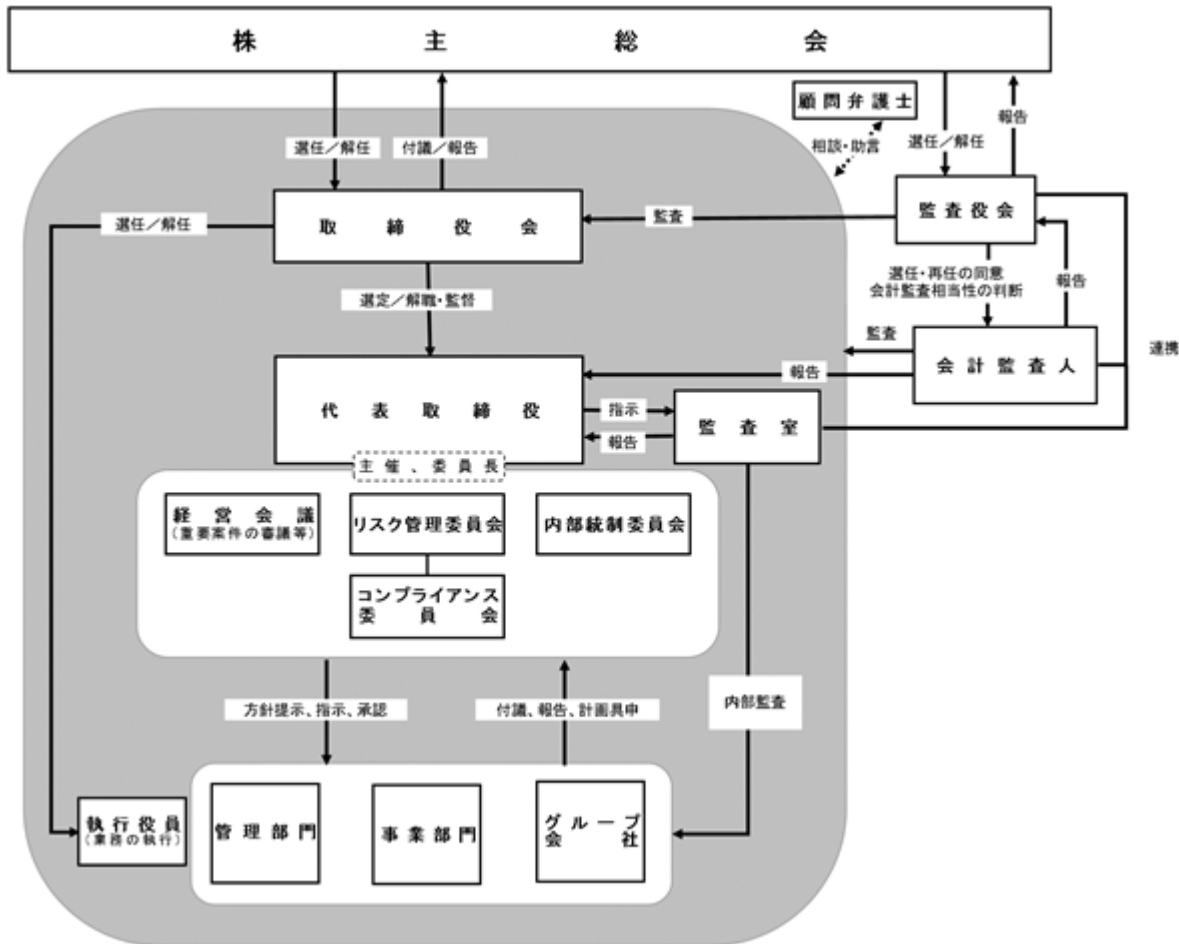 株主総会
顧問弁護士
相談・助言
選任／解任
付議／報告
選任／解任
報告
選任／解任
取締役会
監査
監査役会
選任・再任の同意
会計監査相当性の判断
報告
選定／解職・監督
監査
会計監査人
連携
報告
代表取締役
指示
報告
監査室
主催、委員長
経営会議
（重要案件の審議等）
リスク管理委員会
内部統制委員会
コンプライアンス
委員会
方針提示、指示、承認
付議、報告、計画具申
内部監査
執行役員
（業務の執行）
管理部門
事業部門
グループ
会社